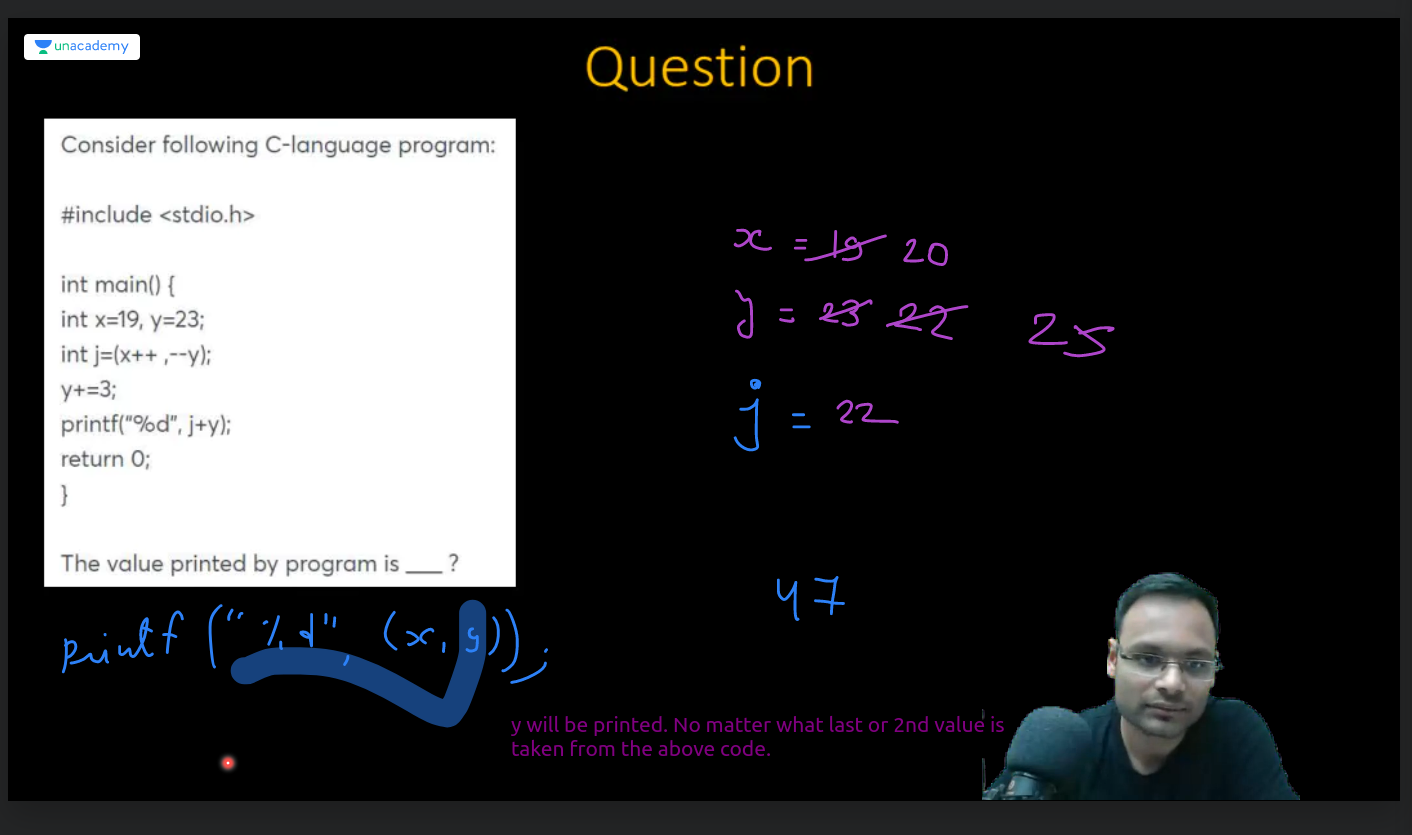 unacademy
Question
Consider following C-language program:
#include <stdio.h>
int main() {
int x=19, y=23;
int j=(x++ ,--y);
y+=3;
printf("%d", j+y);
return 0;
}
The value printed by program is ___ ?
x = 19 20
y = 23 22 25
j = 22
47
printf ("%d", (x, y));
y will be printed. No matter what last or 2nd value is
taken from the above code.